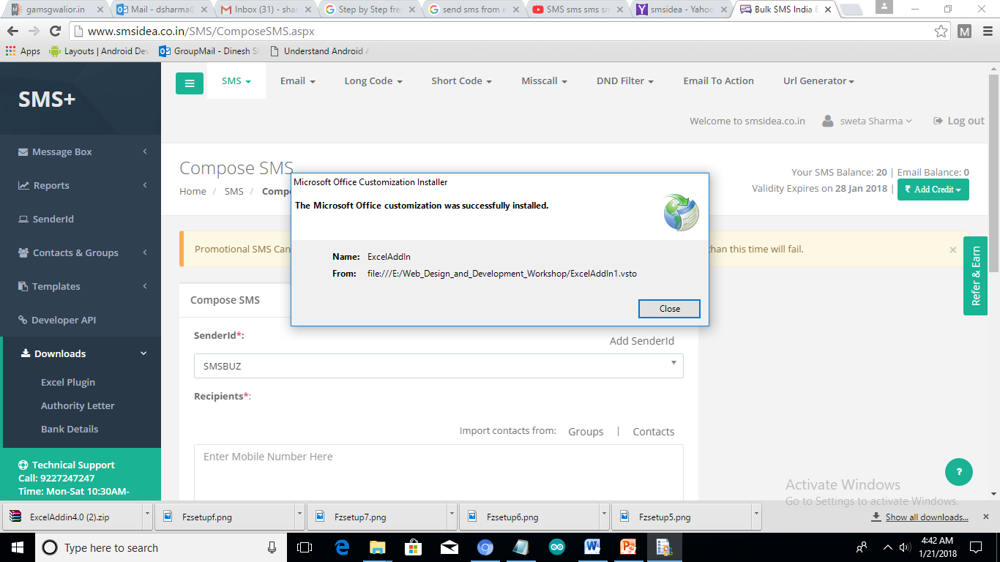 gamsgwalior.in
Mail - dsharma@
Inbox (31) - sha
Step by Step fre
send sms from e
SMS sms sms sm
smsidea - Yahoo
Bulk SMS India
www.smsidea.co.in/SMS/ComposeSMS.aspx
M
Apps
Layouts | Android De
GroupMail - Dinesh S
Understand Android
SMS+
SMS
Email
Long Code
Short Code
Misscall
DND Filter
Email To Action
Url Generator
Welcome to smsidea.co.in
sweta Sharma
Log out
Message Box
Reports
SenderId
Contacts & Groups
Templates
Developer API
Downloads
Excel Plugin
Authority Letter
Bank Details
Technical Support
Call: 9227247247
Time: Mon-Sat 10:30AM-
Compose SMS
Home / SMS / Compo
Your SMS Balance: 20 | Email Balance: 0
Validity Expires on 28 Jan 2018 |
₹ Add Credit
Promotional SMS Can
han this time will fail.
×
Refer & Earn
Microsoft Office Customization Installer
The Microsoft Office customization was successfully installed.
Name: ExcelAddIn
From: file:///E:/Web_Design_and_Development_Workshop/ExcelAddIn1.vsto
Close
Compose SMS
SenderId*:
Add SenderId
SMSBUZ
Recipients*:
Import contacts from: Groups | Contacts
Enter Mobile Number Here
?
Activate Windows
Go to Settings to activate Windows.
ExcelAddin4.0 (2).zip
Fzsetupf.png
Fzsetup7.png
Fzsetup6.png
Fzsetup5.png
Show all downloads...
Type here to search
4:42 AM
1/21/2018